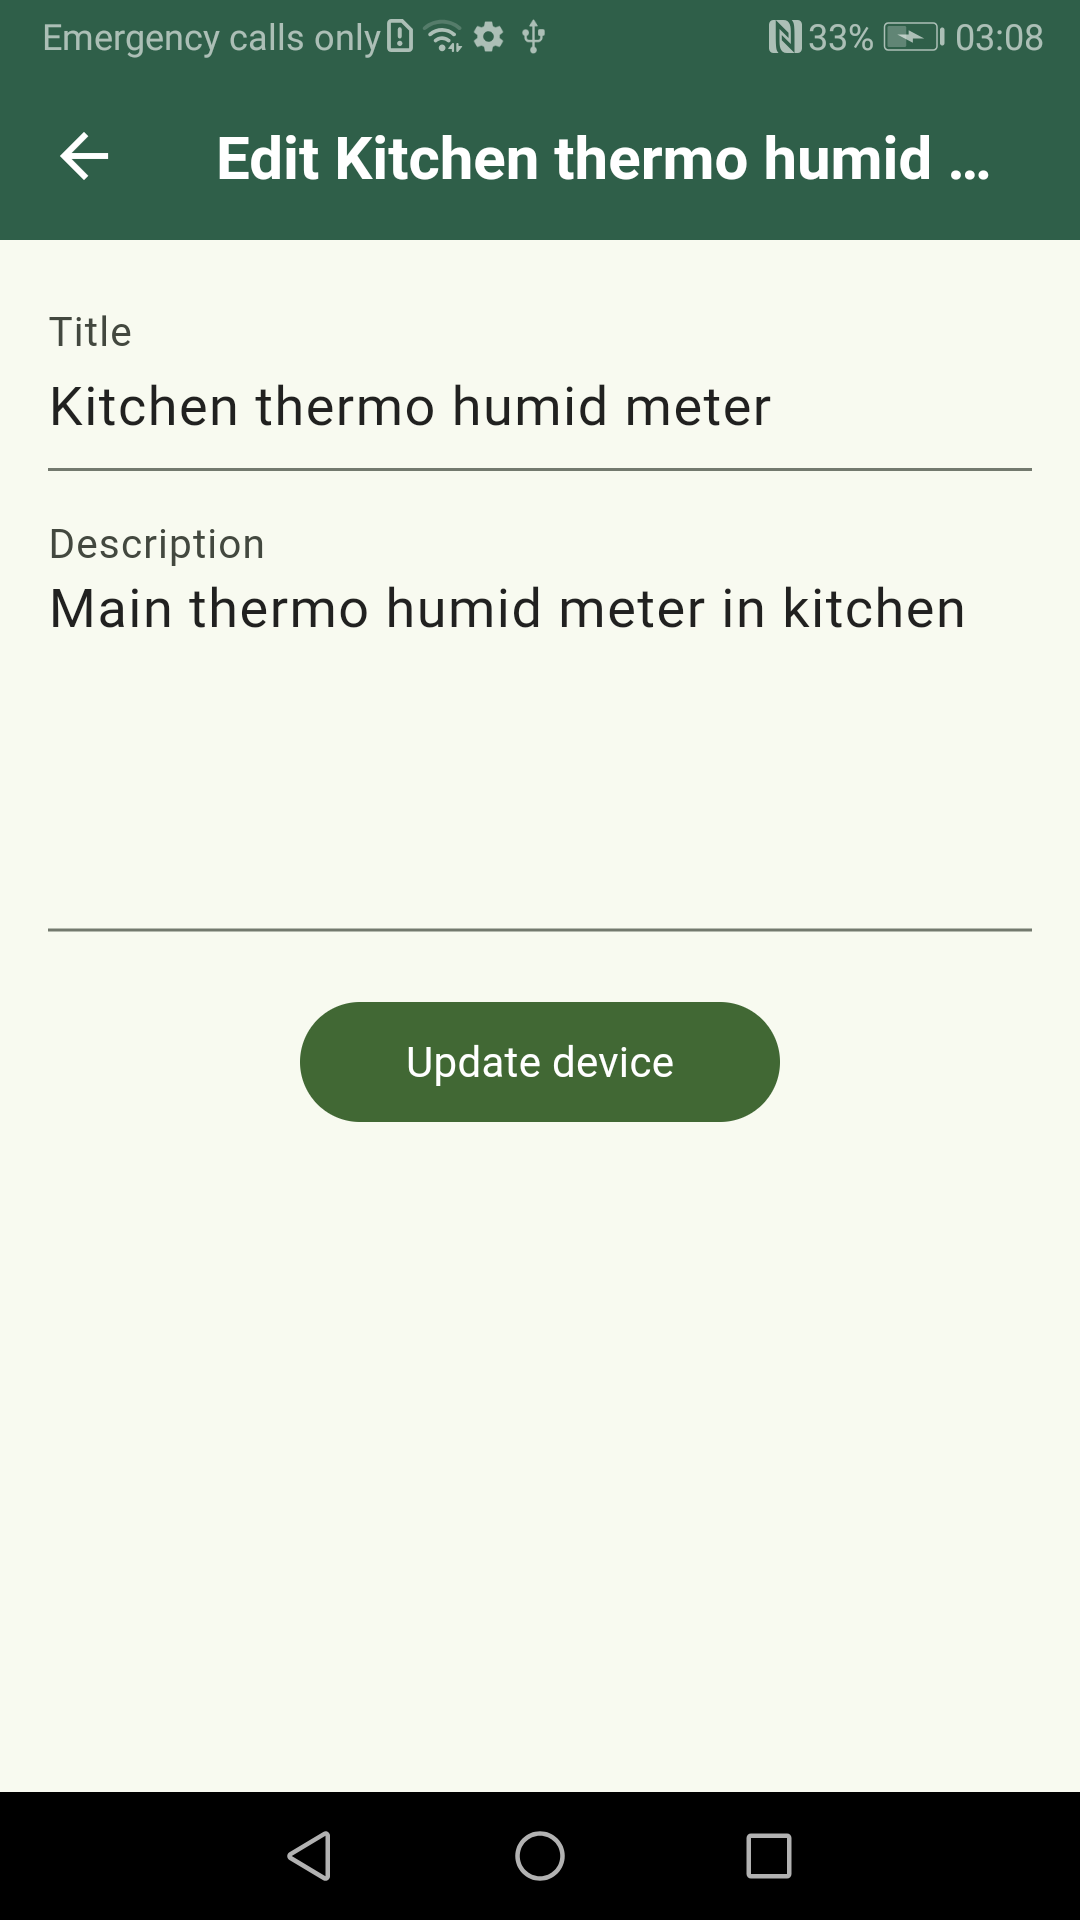 Emergency calls only 33% 03:08
Edit Kitchen thermo humid ...
Title
Kitchen thermo humid meter
Description
Main thermo humid meter in kitchen
Update device